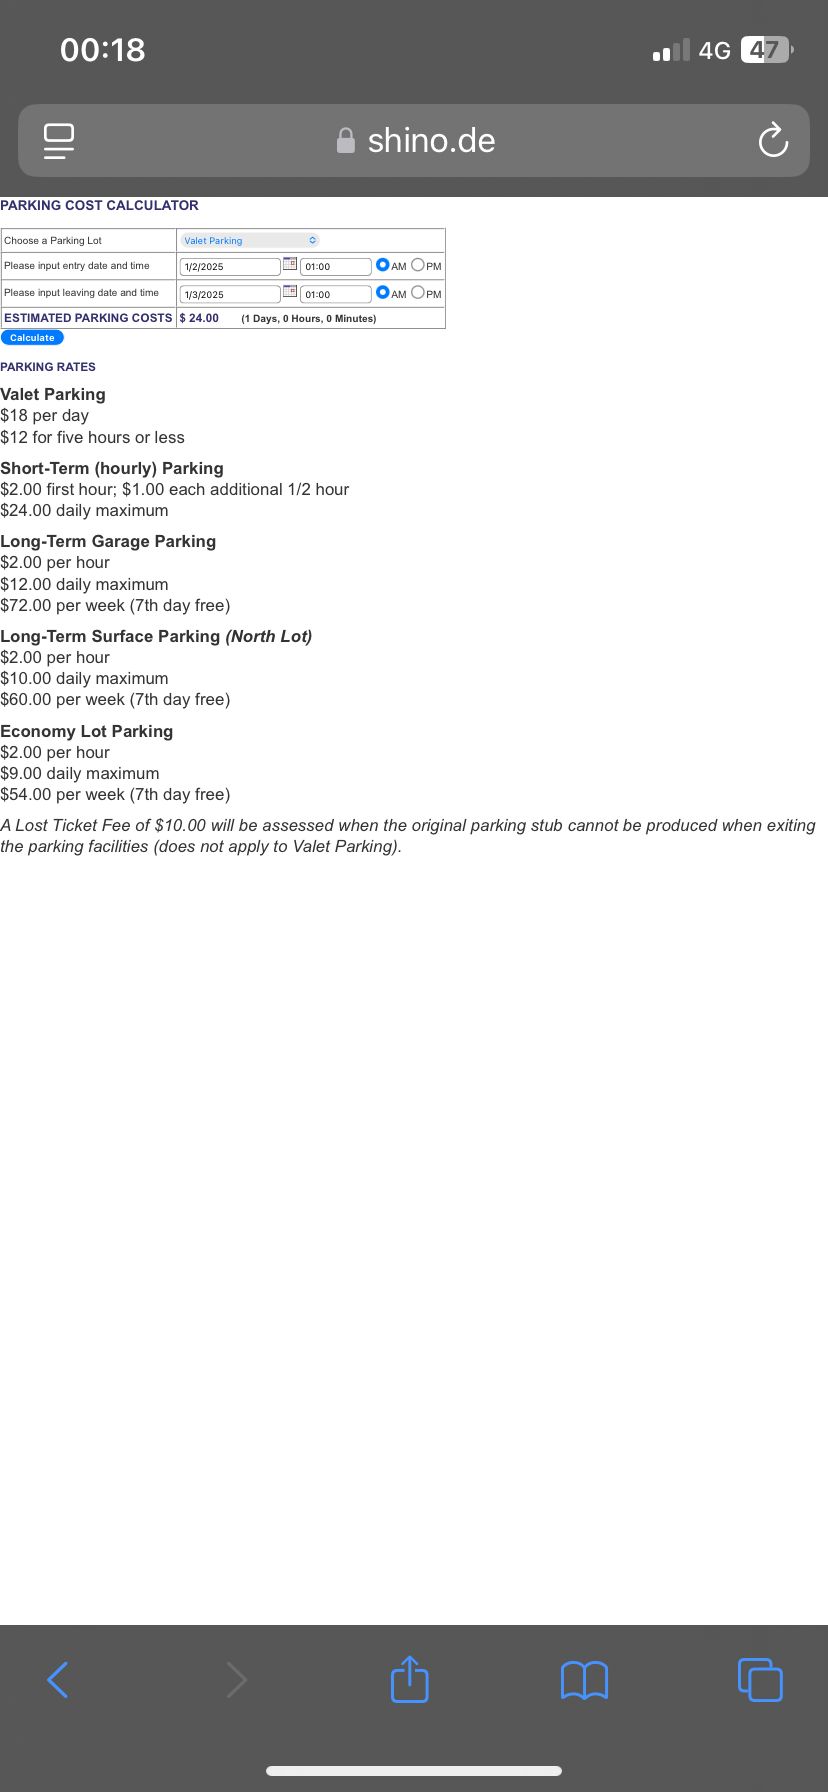 00:18
4G 47
shino.de
PARKING COST CALCULATOR
Choose a Parking Lot Valet Parking
Please input entry date and time 1/2/2025 01:00 AM PM
Please input leaving date and time 1/3/2025 01:00 AM PM
ESTIMATED PARKING COSTS $ 24.00 (1 Days, 0 Hours, 0 Minutes)
Calculate
PARKING RATES
Valet Parking
$18 per day
$12 for five hours or less
Short-Term (hourly) Parking
$2.00 first hour; $1.00 each additional 1/2 hour
$24.00 daily maximum
Long-Term Garage Parking
$2.00 per hour
$12.00 daily maximum
$72.00 per week (7th day free)
Long-Term Surface Parking (North Lot)
$2.00 per hour
$10.00 daily maximum
$60.00 per week (7th day free)
Economy Lot Parking
$2.00 per hour
$9.00 daily maximum
$54.00 per week (7th day free)
A Lost Ticket Fee of $10.00 will be assessed when the original parking stub cannot be produced when exiting
the parking facilities (does not apply to Valet Parking).